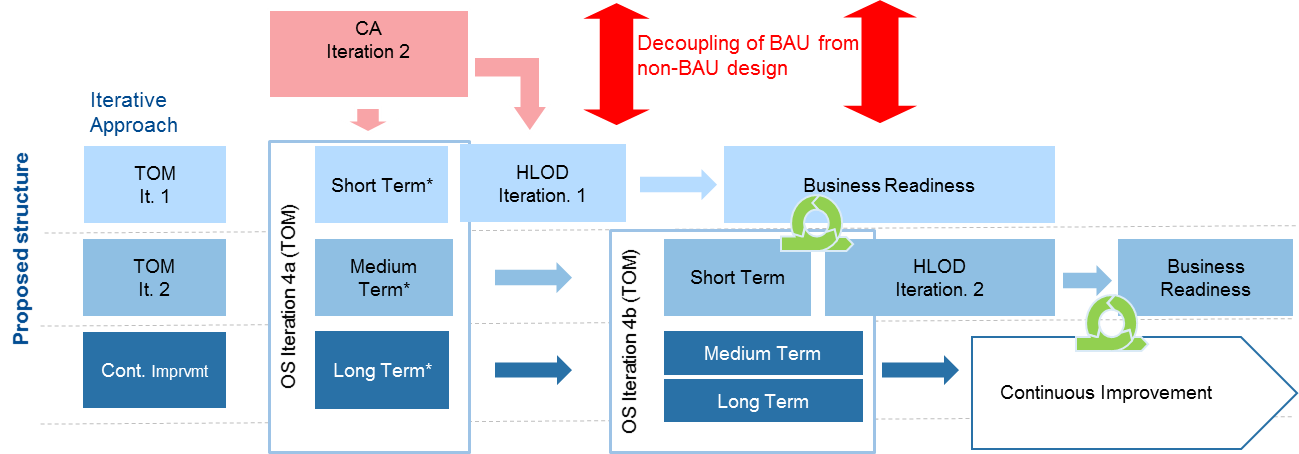 CA
Iteration 2
Decoupling of BAU from
non-BAU design
Iterative
Approach
Proposed structure
TOM
It. 1
OS Iteration 4a (TOM)
Short Term*
HLOD
Iteration. 1
Business Readiness
TOM
It. 2
Medium
Term*
OS Iteration 4b (TOM)
Short Term
HLOD
Iteration. 2
Business
Readiness
Cont. Imprvmt
Long Term*
Medium Term
Long Term
Continuous Improvement